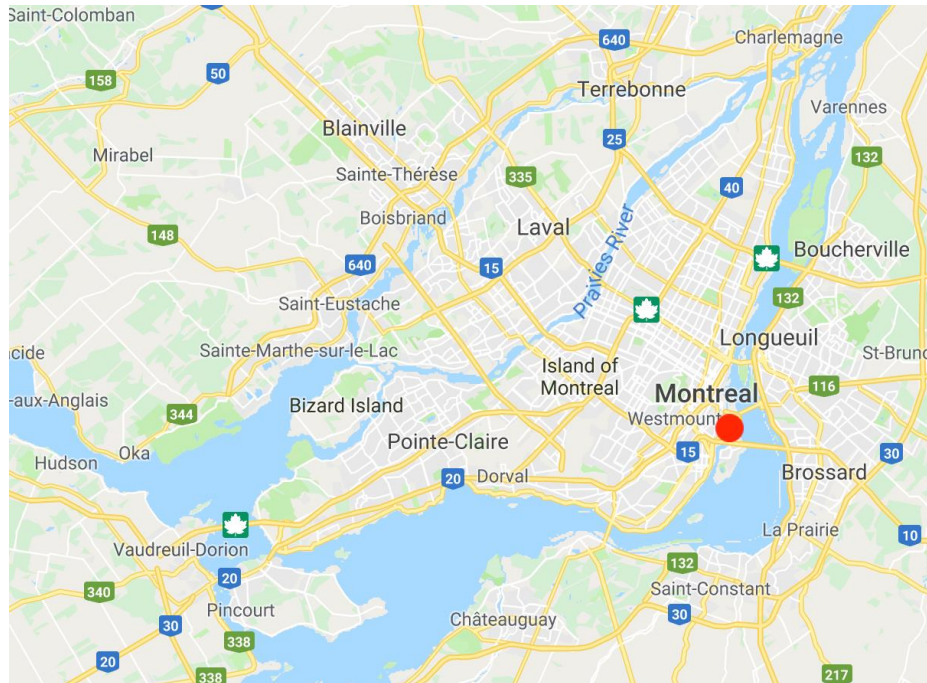 Saint-Colomban
640
Charlemagne
50
158
Terrebonne
Varennes
Blainville
25
Mirabel
132
Sainte-Thérèse
335
40
Boisbriand
Laval
148
Prairies River
Boucherville
640
15
132
Saint-Eustache
Longueuil
cide
Sainte-Marthe-sur-le-Lac
St-Bruno
Island of
Montreal
116
-aux-Anglais
344
Bizard Island
Montreal
Westmount
Pointe-Claire
15
Oka
Hudson
20
Dorval
Brossard
30
La Prairie
10
Vaudreuil-Dorion
132
20
340
Saint-Constant
Pincourt
30
Châteauguay
30
338
20
338
217